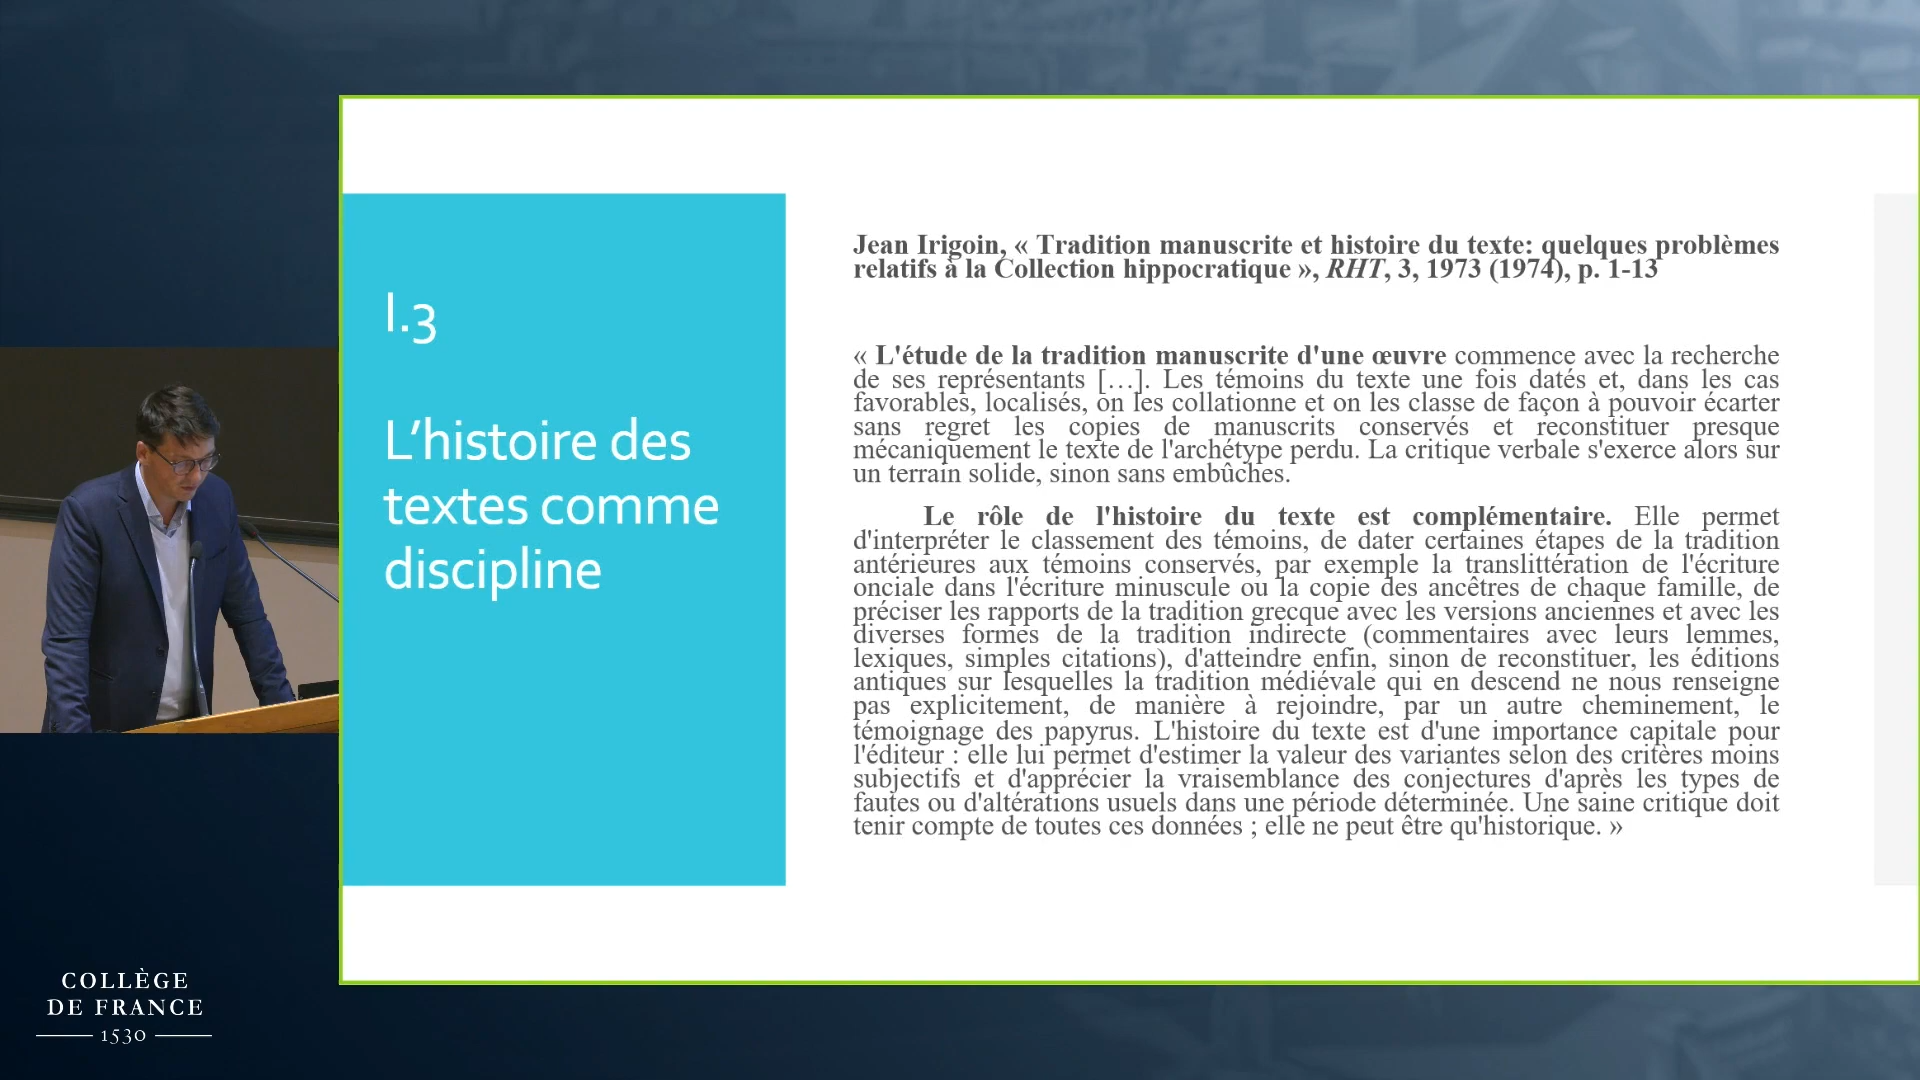 I.3
L’histoire des
textes comme
discipline
Jean Irigoin, « Tradition manuscrite et histoire du texte: quelques problèmes
relatifs à la Collection hippocratique », RHT, 3, 1973 (1974), p. 1-13
« L'étude de la tradition manuscrite d'une œuvre commence avec la recherche
de ses représentants […]. Les témoins du texte une fois datés et, dans les cas
favorables, localisés, on les collationne et on les classe de façon à pouvoir écarter
sans regret les copies de manuscrits conservés et reconstituer presque
mécaniquement le texte de l'archétype perdu. La critique verbale s'exerce alors sur
un terrain solide, sinon sans embûches.
Le rôle de l'histoire du texte est complémentaire. Elle permet
d'interpréter le classement des témoins, de dater certaines étapes de la tradition
antérieures aux témoins conservés, par exemple la translittération de l'écriture
onciale dans l'écriture minuscule ou la copie des ancêtres de chaque famille, de
préciser les rapports de la tradition grecque avec les versions anciennes et avec les
diverses formes de la tradition indirecte (commentaires avec leurs lemmes,
lexiques, simples citations), d'atteindre enfin, sinon de reconstituer, les éditions
antiques sur lesquelles la tradition médiévale qui en descend ne nous renseigne
pas explicitement, de manière à rejoindre, par un autre cheminement, le
témoignage des papyrus. L'histoire du texte est d'une importance capitale pour
l'éditeur : elle lui permet d'estimer la valeur des variantes selon des critères moins
subjectifs et d'apprécier la vraisemblance des conjectures d'après les types de
fautes ou d'altérations usuels dans une période déterminée. Une saine critique doit
tenir compte de toutes ces données ; elle ne peut être qu'historique. »
COLLÈGE
DE FRANCE
1530